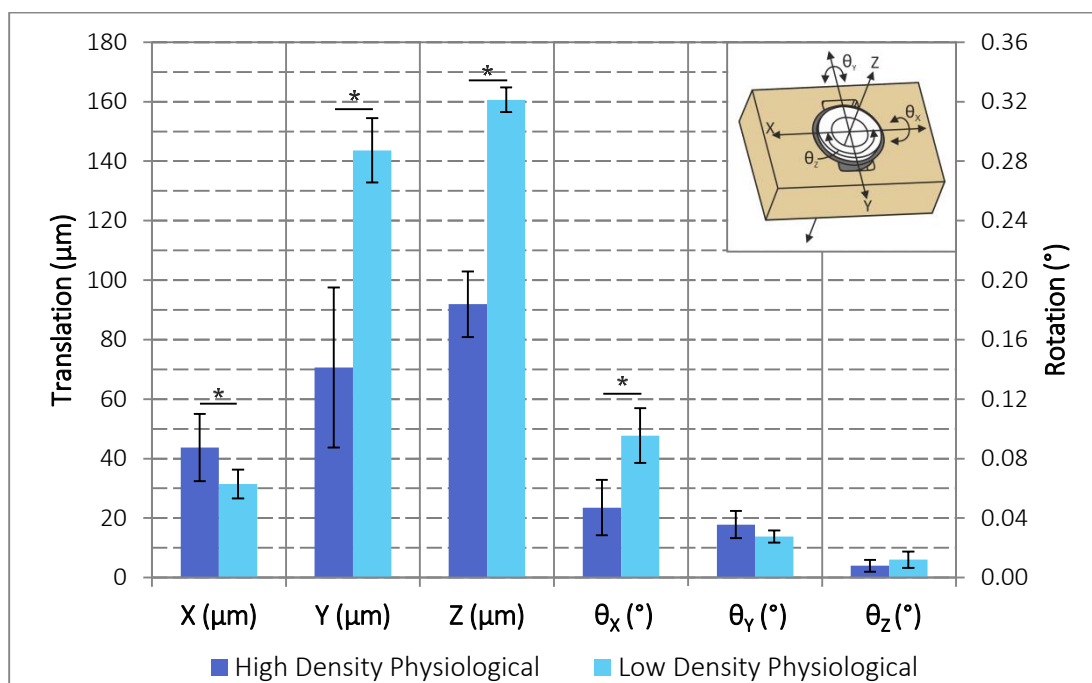 Translation (µm)
180
160
140
120
100
80
60
40
20
0
*
*
*
*
θY
Z
X
θX
θZ
Y
0.36
0.32
0.28
0.24
0.20
0.16
0.12
0.08
0.04
0.00
Rotation (°)
X (µm) Y (µm) Z (µm) θX (°) θY (°) θZ (°)
High Density Physiological Low Density Physiological